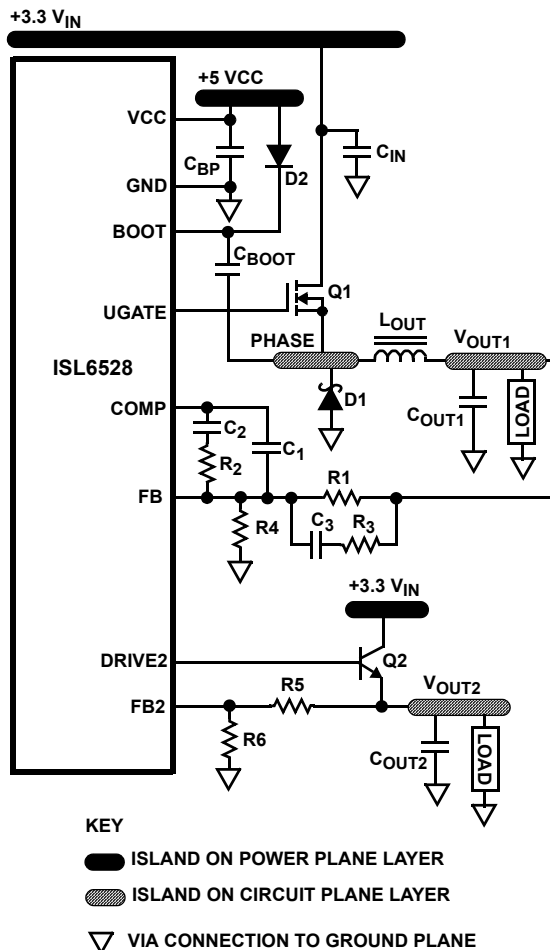 +3.3 VIN
+5 VCC
VCC
CBP
D2
CIN
GND
BOOT
CBOOT
Q1
UGATE
PHASE
LOUT
VOUT1
ISL6528
D1
COUT1
LOAD
COMP
C2
C1
R2
R1
FB
C3
R3
R4
+3.3 VIN
DRIVE2
Q2
R5
VOUT2
FB2
R6
COUT2
LOAD
KEY
ISLAND ON POWER PLANE LAYER
ISLAND ON CIRCUIT PLANE LAYER
VIA CONNECTION TO GROUND PLANE